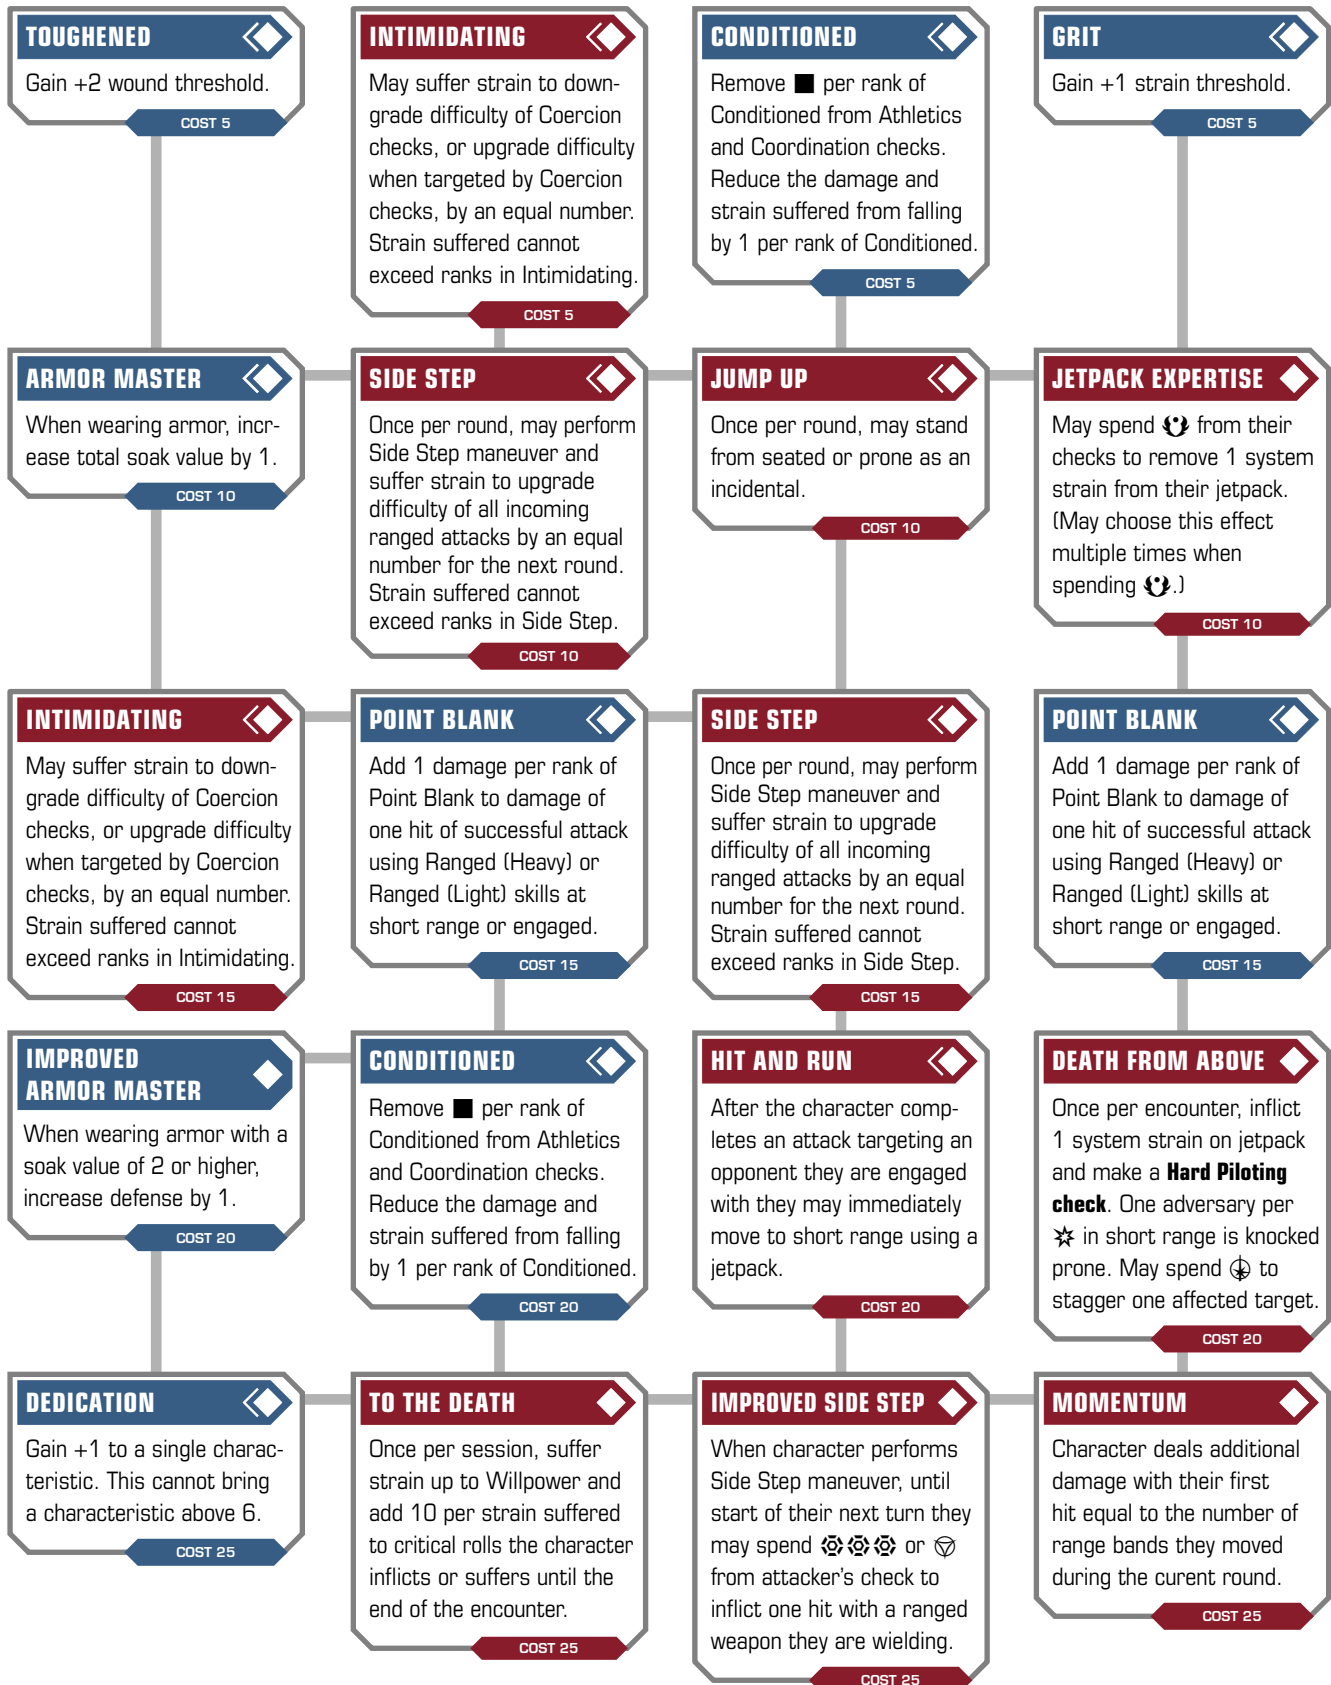 TOUGHENED
Gain +2 wound threshold.
COST 5
INTIMIDATING
May suffer strain to down-
grade difficulty of Coercion
checks, or upgrade difficulty
when targeted by Coercion
checks, by an equal number.
Strain suffered cannot
exceed ranks in Intimidating.
COST 5
CONDITIONED
Remove ■ per rank of
Conditioned from Athletics
and Coordination checks.
Reduce the damage and
strain suffered from falling
by 1 per rank of Conditioned.
COST 5
GRIT
Gain +1 strain threshold.
COST 5
ARMOR MASTER
When wearing armor, incr-
ease total soak value by 1.
COST 10
SIDE STEP
Once per round, may perform
Side Step maneuver and
suffer strain to upgrade
difficulty of all incoming
ranged attacks by an equal
number for the next round.
Strain suffered cannot
exceed ranks in Side Step.
COST 10
JUMP UP
Once per round, may stand
from seated or prone as an
incidental.
COST 10
JETPACK EXPERTISE
May spend from their
checks to remove 1 system
strain from their jetpack.
(May choose this effect
multiple times when
spending .)
COST 10
INTIMIDATING
May suffer strain to down-
grade difficulty of Coercion
checks, or upgrade difficulty
when targeted by Coercion
checks, by an equal number.
Strain suffered cannot
exceed ranks in Intimidating.
COST 15
POINT BLANK
Add 1 damage per rank of
Point Blank to damage of
one hit of successful attack
using Ranged (Heavy) or
Ranged (Light) skills at
short range or engaged.
COST 15
SIDE STEP
Once per round, may perform
Side Step maneuver and
suffer strain to upgrade
difficulty of all incoming
ranged attacks by an equal
number for the next round.
Strain suffered cannot
exceed ranks in Side Step.
COST 15
POINT BLANK
Add 1 damage per rank of
Point Blank to damage of
one hit of successful attack
using Ranged (Heavy) or
Ranged (Light) skills at
short range or engaged.
COST 15
IMPROVED
ARMOR MASTER
When wearing armor with a
soak value of 2 or higher,
increase defense by 1.
COST 20
CONDITIONED
Remove ■ per rank of
Conditioned from Athletics
and Coordination checks.
Reduce the damage and
strain suffered from falling
by 1 per rank of Conditioned.
COST 20
HIT AND RUN
After the character comp-
letes an attack targeting an
opponent they are engaged
with they may immediately
move to short range using a
jetpack.
COST 20
DEATH FROM ABOVE
Once per encounter, inflict
1 system strain on jetpack
and make a Hard Piloting
check. One adversary per
in short range is knocked
prone. May spend to
stagger one affected target.
COST 20
DEDICATION
Gain +1 to a single charac-
teristic. This cannot bring
a characteristic above 6.
COST 25
TO THE DEATH
Once per session, suffer
strain up to Willpower and
add 10 per strain suffered
to critical rolls the character
inflicts or suffers until the
end of the encounter.
COST 25
IMPROVED SIDE STEP
When character performs
Side Step maneuver, until
start of their next turn they
may spend or
from attacker's check to
inflict one hit with a ranged
weapon they are wielding.
COST 25
MOMENTUM
Character deals additional
damage with their first
hit equal to the number of
range bands they moved
during the curent round.
COST 25